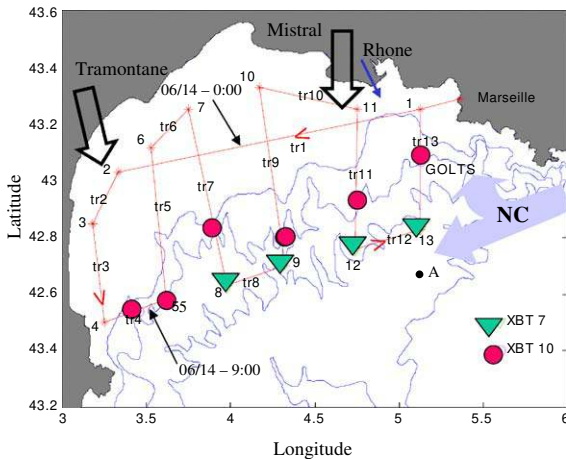 43.6
Mistral
Rhone
43.4
Tramontane
06/14 – 0:00
10
tr10
Marseille
7
11
1
43.2
6
tr6
tr1
tr13
2
tr9
GOLTS
43
tr2
tr5
tr7
tr11
Latitude
3
NC
42.8
tr3
12
tr12
13
9
A
8
tr8
42.6
4
tr4
55
XBT 7
XBT 10
43.4
06/14 – 9:00
43.2
3
3.5
4
4.5
5
5.5
6
Longitude